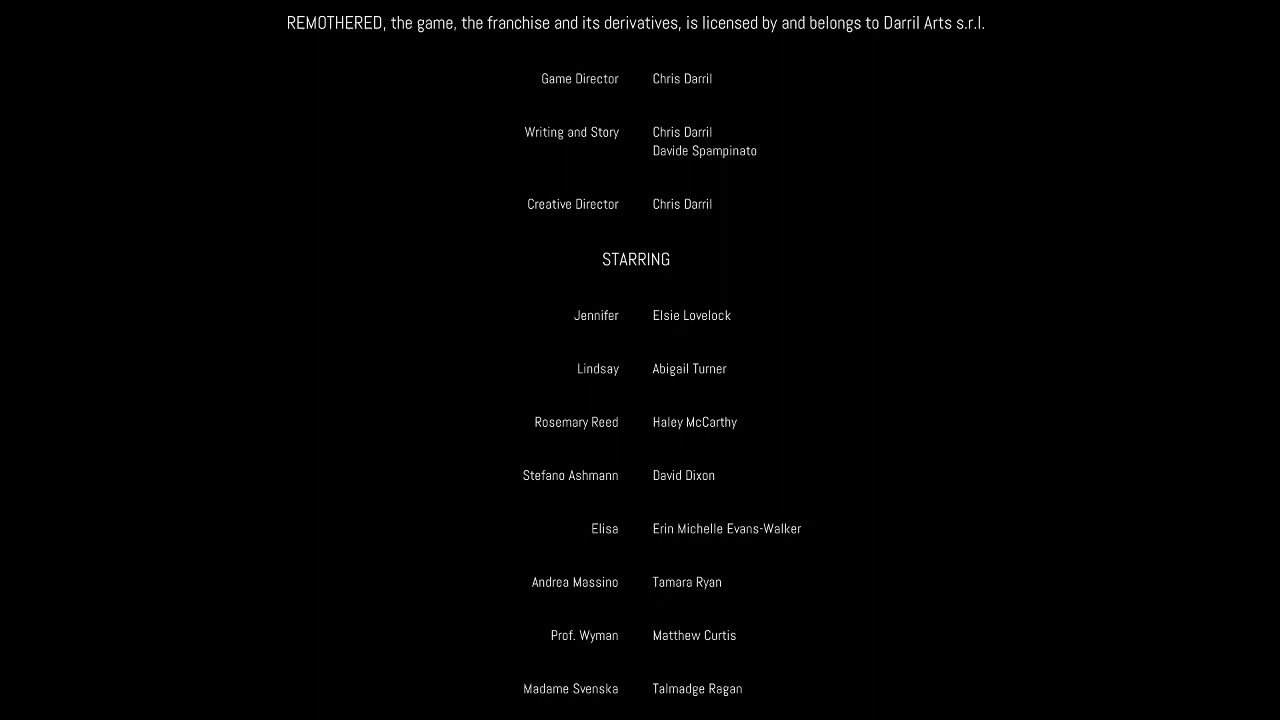 REMOTHERED, the game, the franchise and its derivatives, is licensed by and belongs to Darril Arts s.r.l.
Game Director Chris Darril
Writing and Story Chris Darril
Davide Spampinato
Creative Director Chris Darril
STARRING
Jennifer Elsie Lovelock
Lindsay Abigail Turner
Rosemary Reed Haley McCarthy
Stefano Ashmann David Dixon
Elisa Erin Michelle Evans-Walker
Andrea Massino Tamara Ryan
Prof. Wyman Matthew Curtis
Madame Svenska Talmadge Ragan